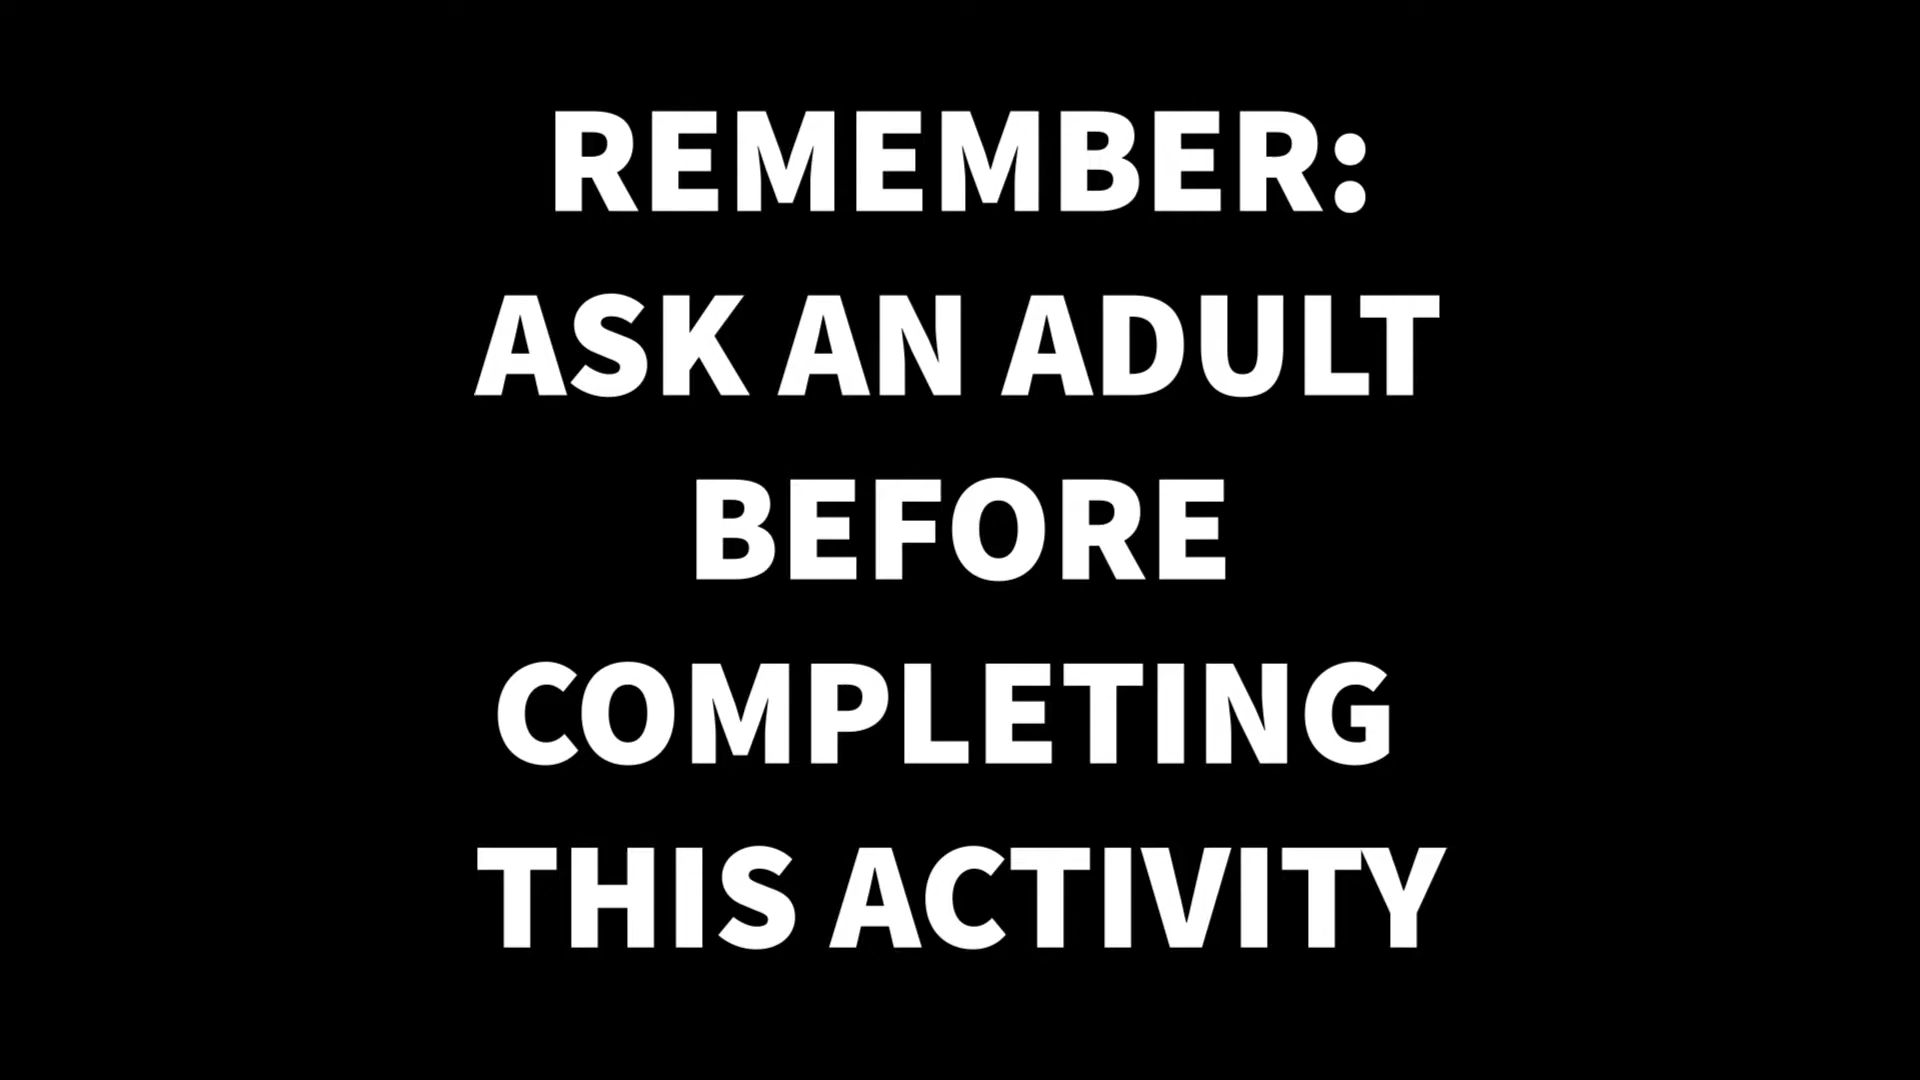 REMEMBER:
ASK AN ADULT
BEFORE
COMPLETING
THIS ACTIVITY